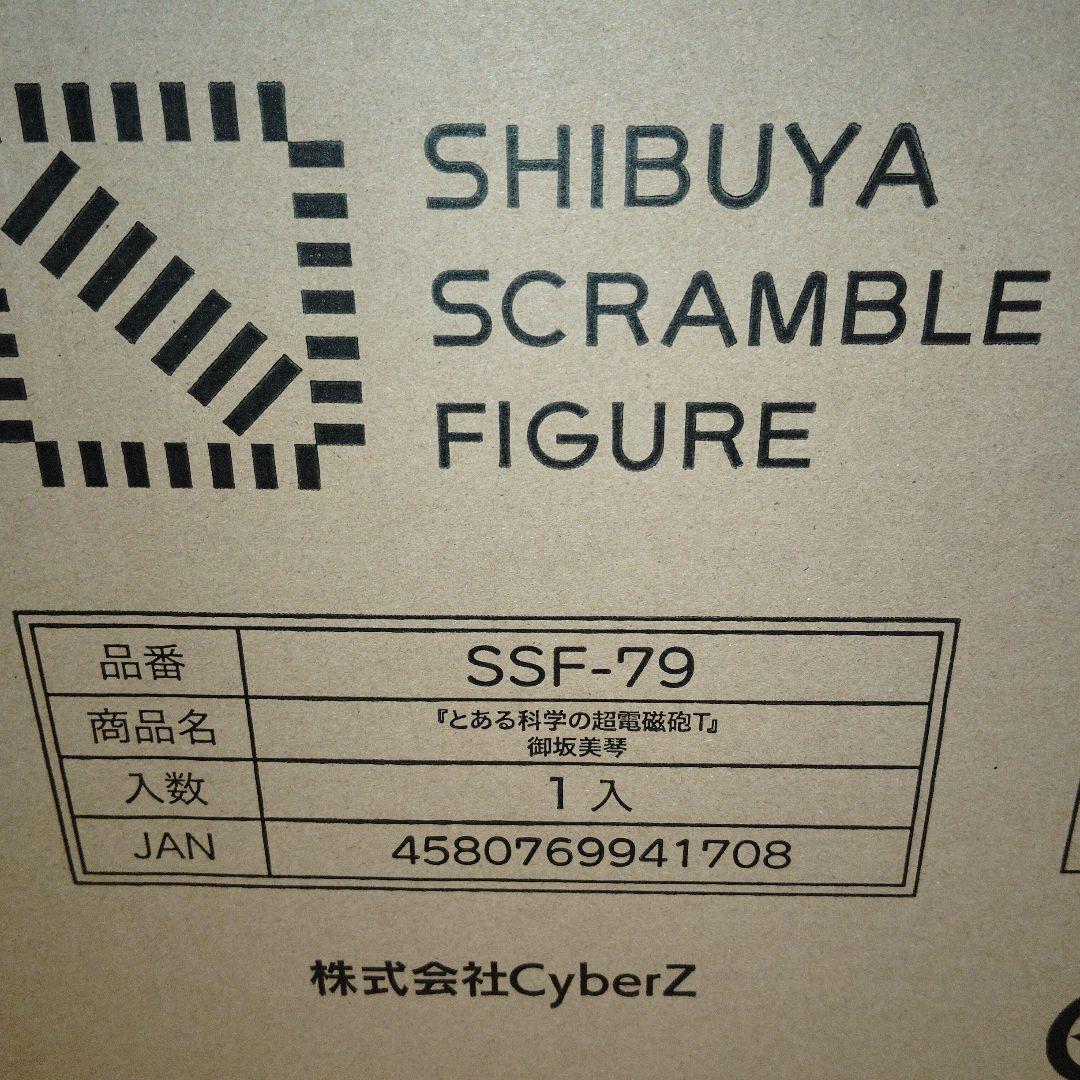 SHIBUYA
SCRAMBLE
FIGURE
品番 SSF-79
商品名 『とある科学の超電磁砲T』
御坂美琴
入数 1 入
JAN 4580769941708
株式会社CyberZ